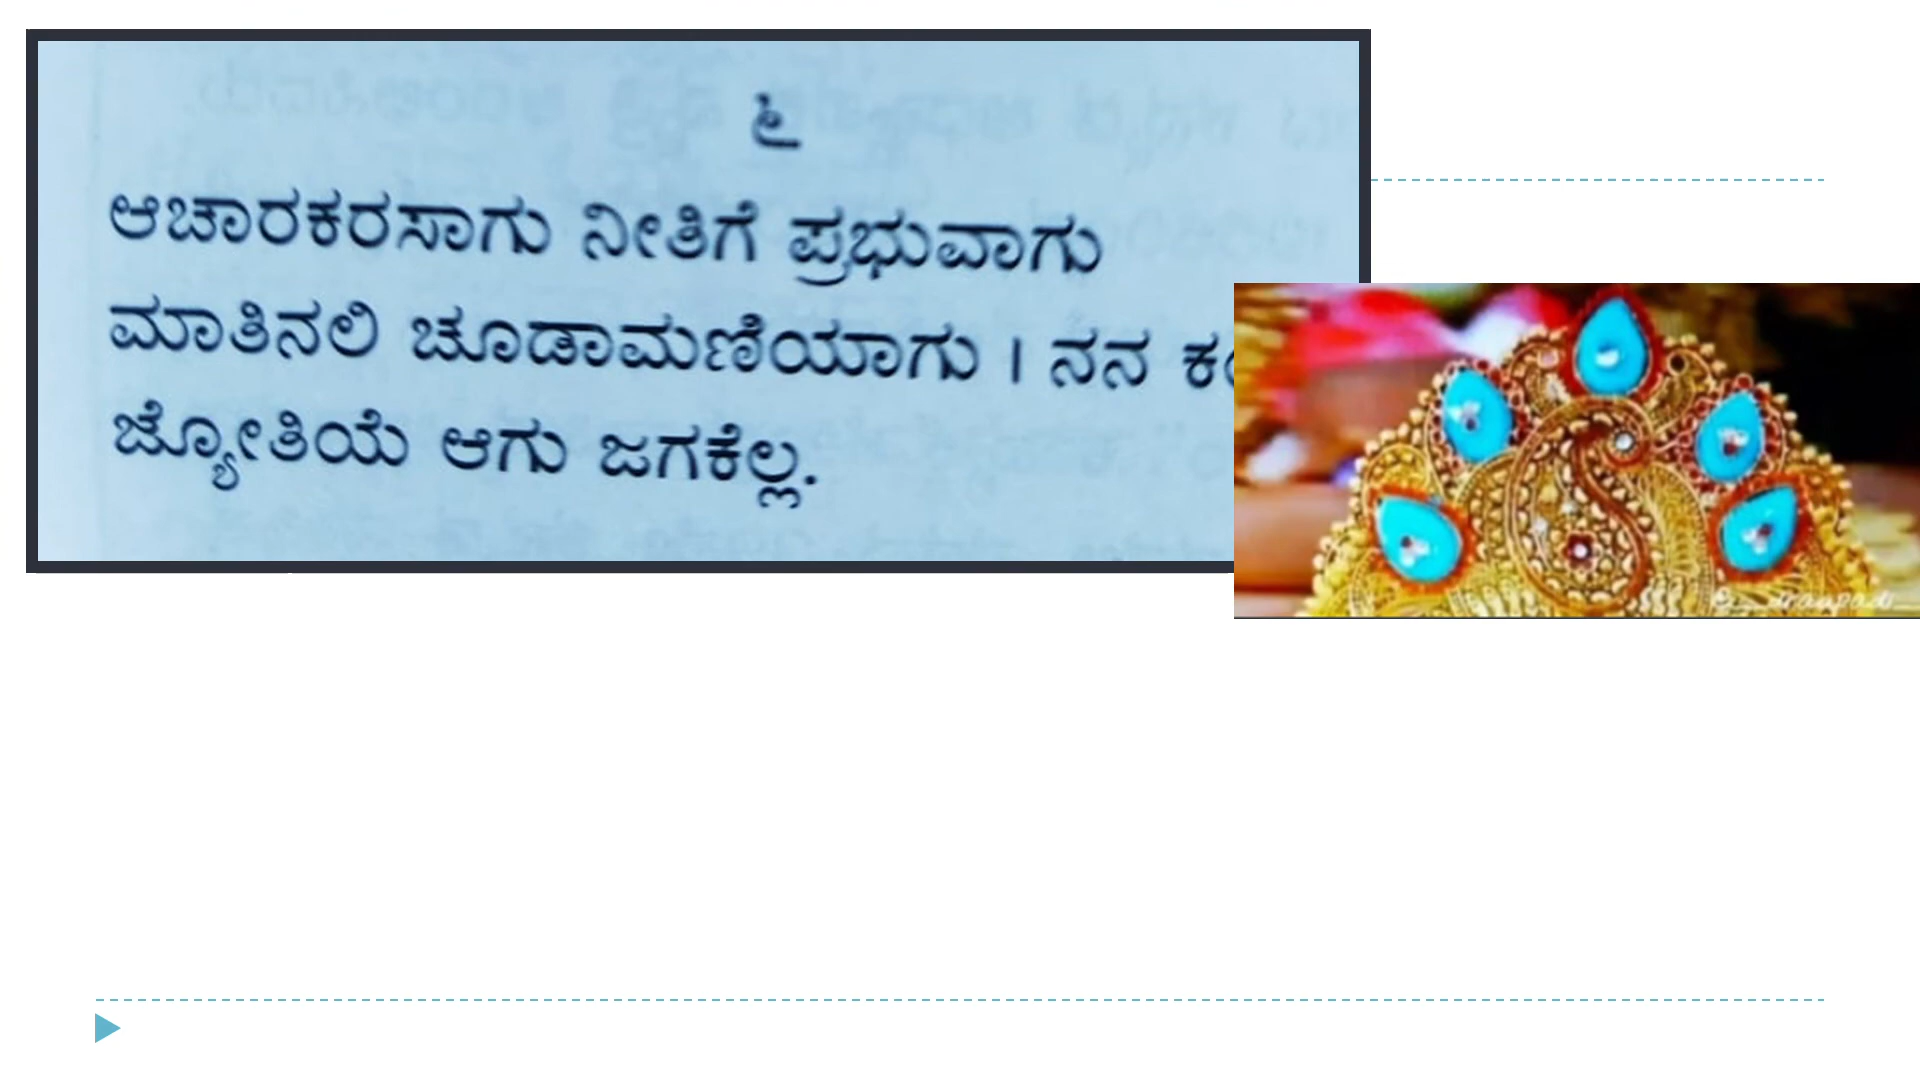 ೬
ಆಚಾರಕರಸಾಗು ನೀತಿಗೆ ಪ್ರಭುವಾಗು
ಮಾತಿನಲಿ ಚೂಡಾಮಣಿಯಾಗು । ನನ
ಜ್ಯೋತಿಯೆ ಆಗು ಜಗಕೆಲ್ಲ.